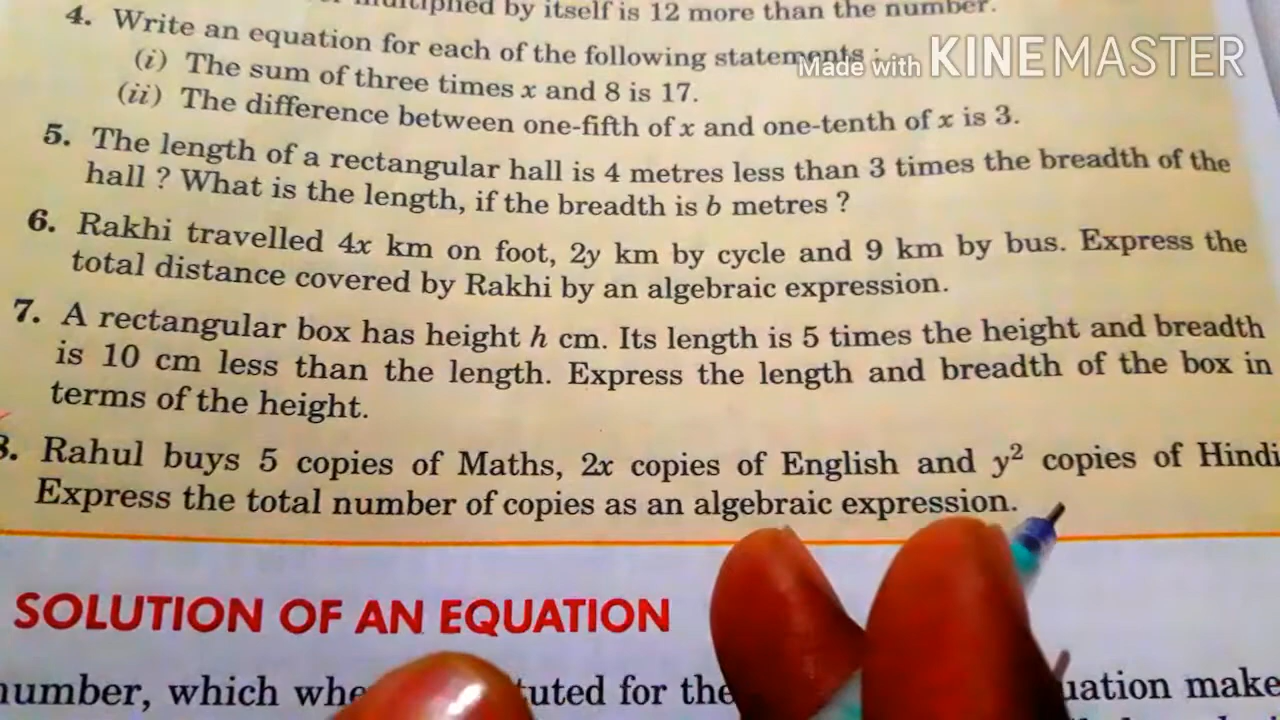 multiplied by itself is 12 more than the number.
4. Write an equation for each of the following statements :
Made with KINEMASTER
(i) The sum of three times x and 8 is 17.
(ii) The difference between one-fifth of x and one-tenth of x is 3.
5. The length of a rectangular hall is 4 metres less than 3 times the breadth of the
hall ? What is the length, if the breadth is b metres ?
6. Rakhi travelled 4x km on foot, 2y km by cycle and 9 km by bus. Express the
total distance covered by Rakhi by an algebraic expression.
7. A rectangular box has height h cm. Its length is 5 times the height and breadth
is 10 cm less than the length. Express the length and breadth of the box in
terms of the height.
8. Rahul buys 5 copies of Maths, 2x copies of English and y² copies of Hindi
Express the total number of copies as an algebraic expression.
SOLUTION OF AN EQUATION
number, which for the make